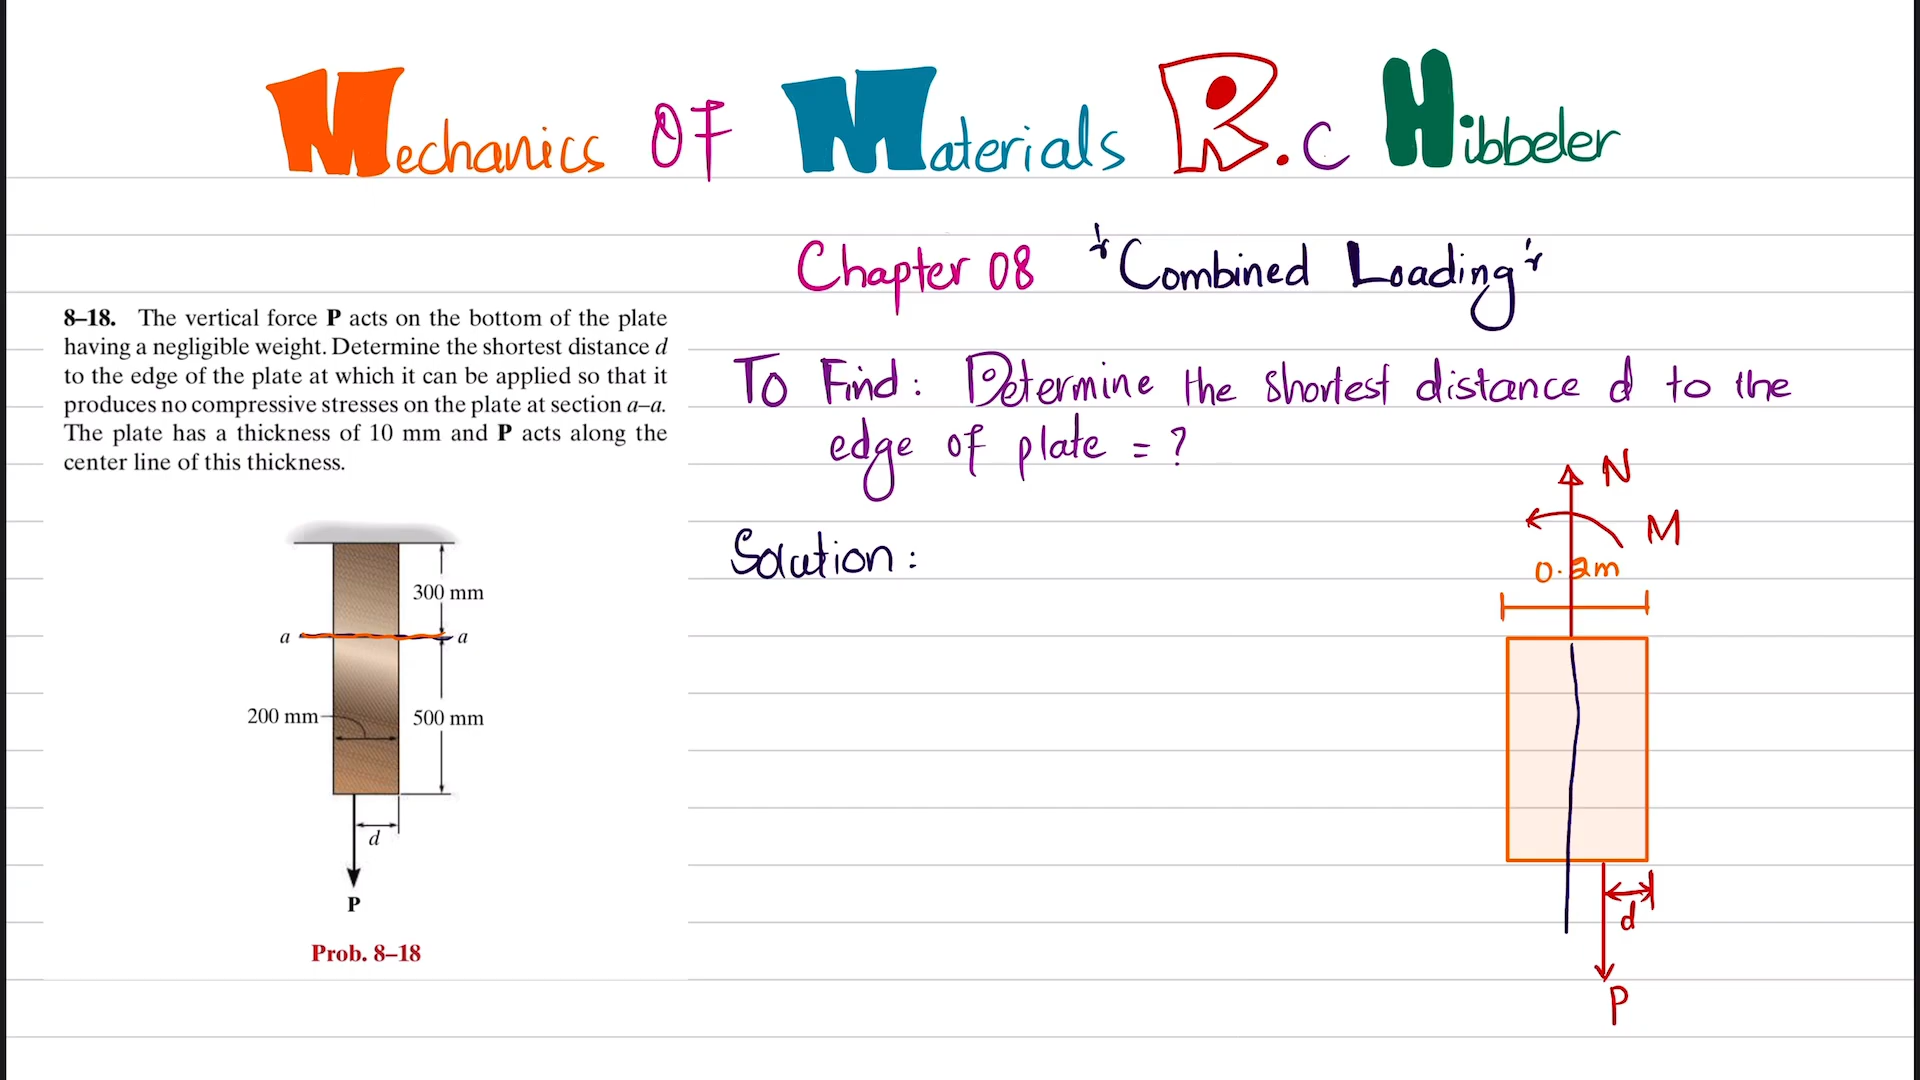 Mechanics OF Materials R.C Hibbeler
Chapter 08 "Combined Loading"
8–18. The vertical force P acts on the bottom of the plate
having a negligible weight. Determine the shortest distance d
to the edge of the plate at which it can be applied so that it
produces no compressive stresses on the plate at section a–a.
The plate has a thickness of 10 mm and P acts along the
center line of this thickness.
300 mm
a
a
200 mm
500 mm
d
P
Prob. 8–18
To Find: Determine the shortest distance d to the
edge of plate = ?
Solution:
N
M
0.2m
d
P